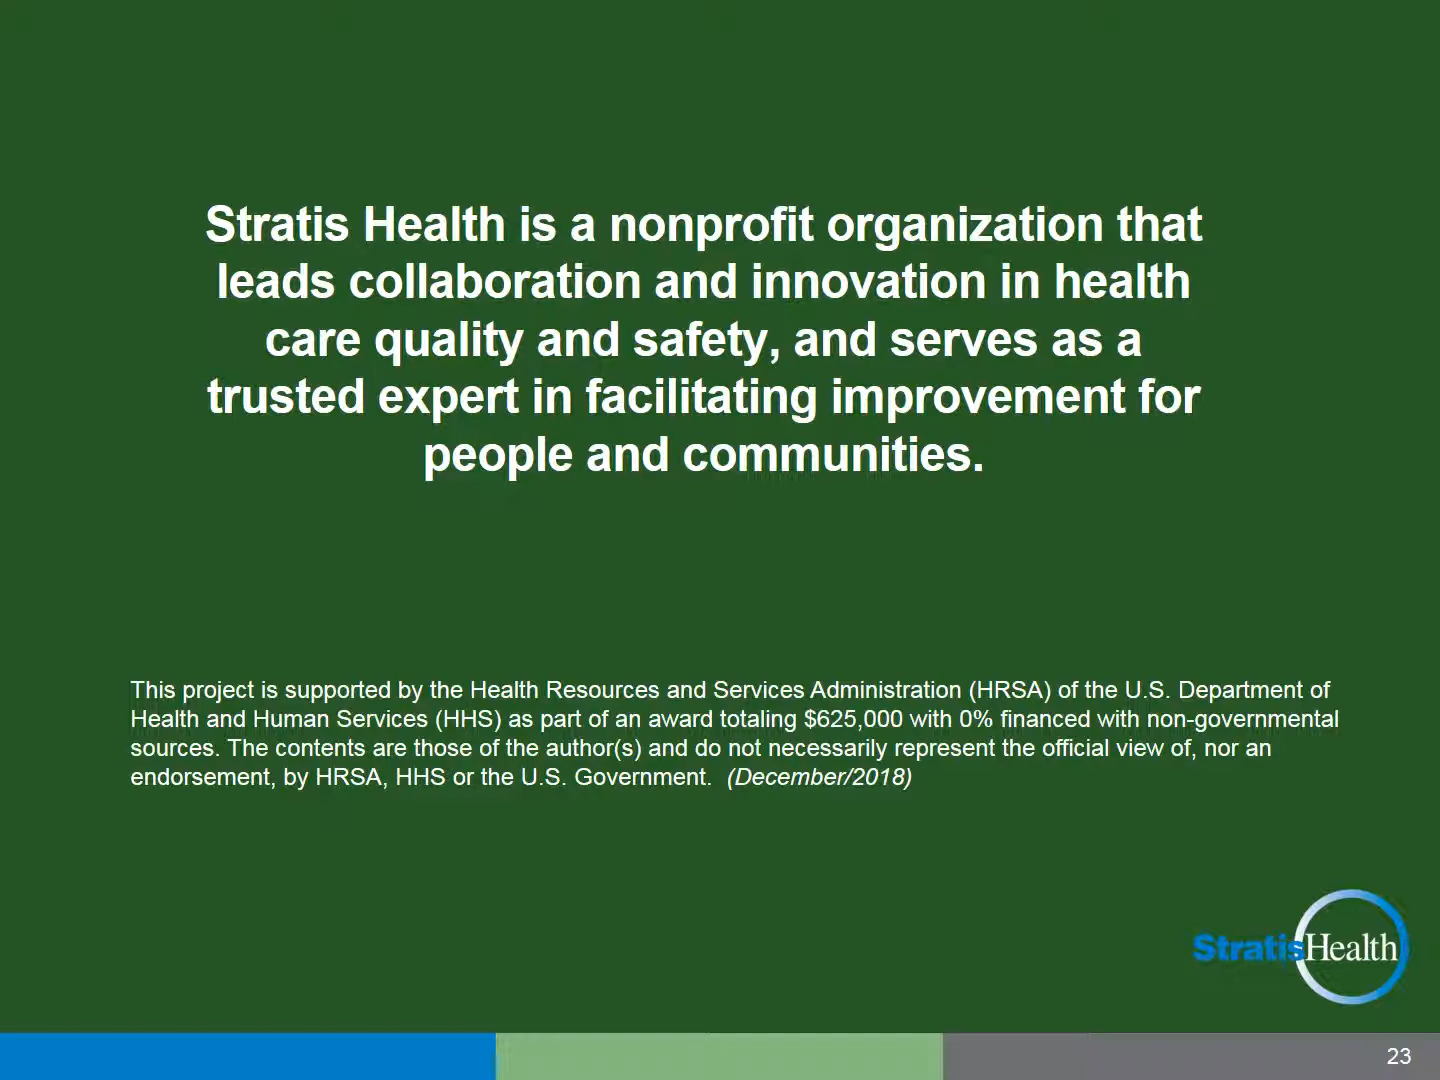 Stratis Health is a nonprofit organization that
leads collaboration and innovation in health
care quality and safety, and serves as a
trusted expert in facilitating improvement for
people and communities.
This project is supported by the Health Resources and Services Administration (HRSA) of the U.S. Department of
Health and Human Services (HHS) as part of an award totaling $625,000 with 0% financed with non-governmental
sources. The contents are those of the author(s) and do not necessarily represent the official view of, nor an
endorsement, by HRSA, HHS or the U.S. Government. (December/2018)
StratisHealth
23